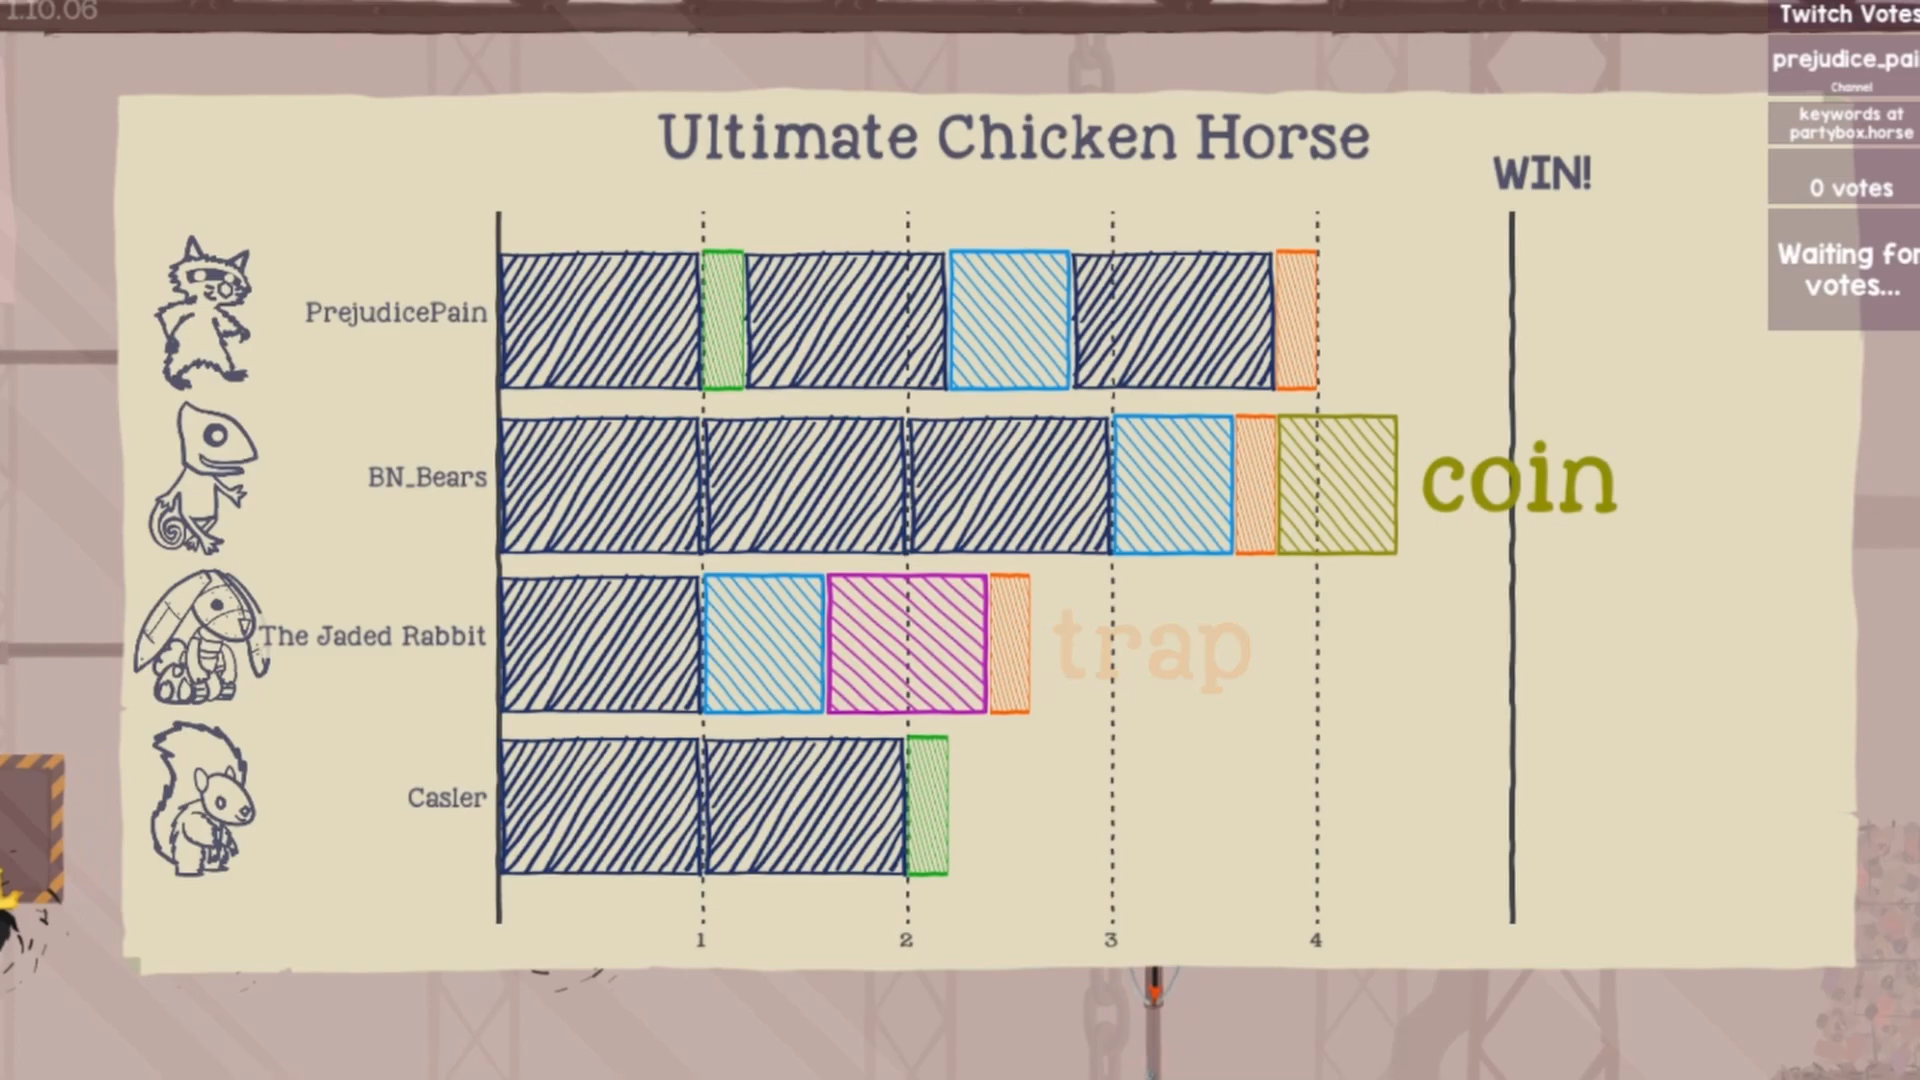 1.10.06
Twitch Votes
prejudice_pai
Channel
keywords at
partybox.horse
0 votes
Waiting for
votes...
Ultimate Chicken Horse
WIN!
PrejudicePain
BN_Bears
coin
The Jaded Rabbit
trap
Casler
1 2 3 4